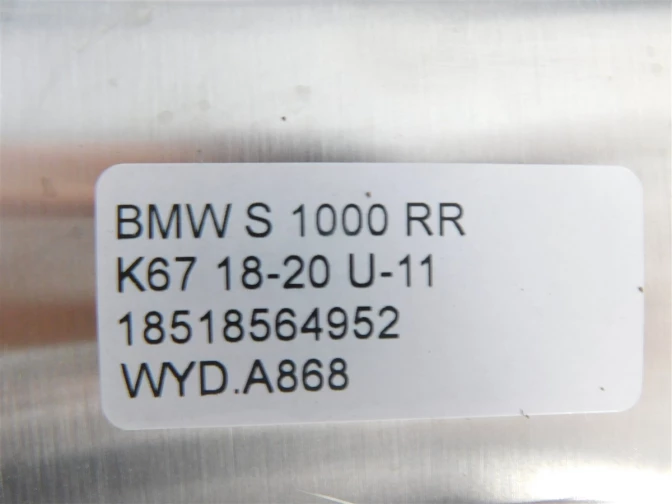 BMW S 1000 RR
K67 18-20 U-11
18518564952
WYD.A868